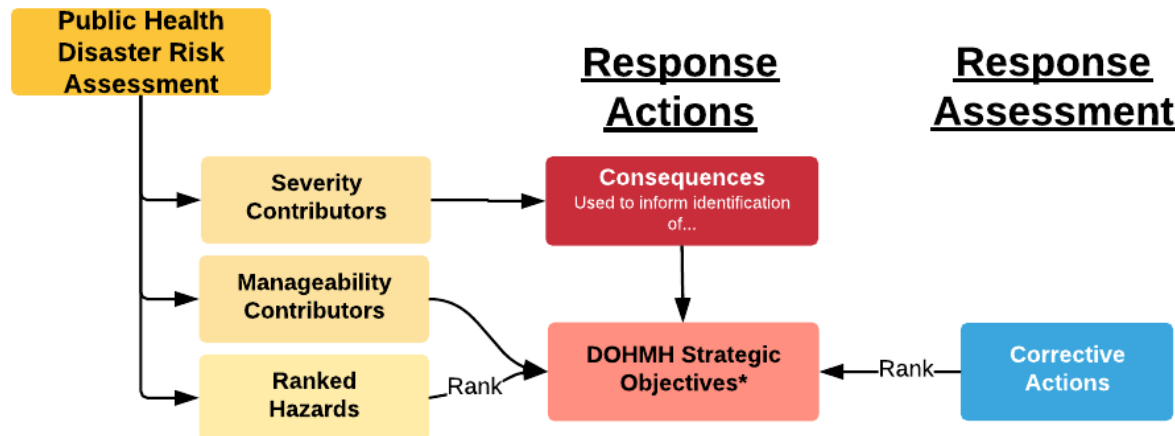 Public Health
Disaster Risk
Assessment
Response
Actions
Response
Assessment
Severity
Contributors
Consequences
Used to inform identification
of...
Manageability
Contributors
DOHMH Strategic
Objectives*
Rank
Corrective
Actions
Ranked
Hazards
Rank